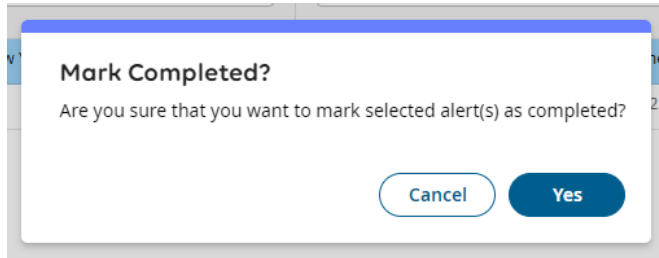 Mark Completed?
Are you sure that you want to mark selected alert(s) as completed?
Cancel Yes